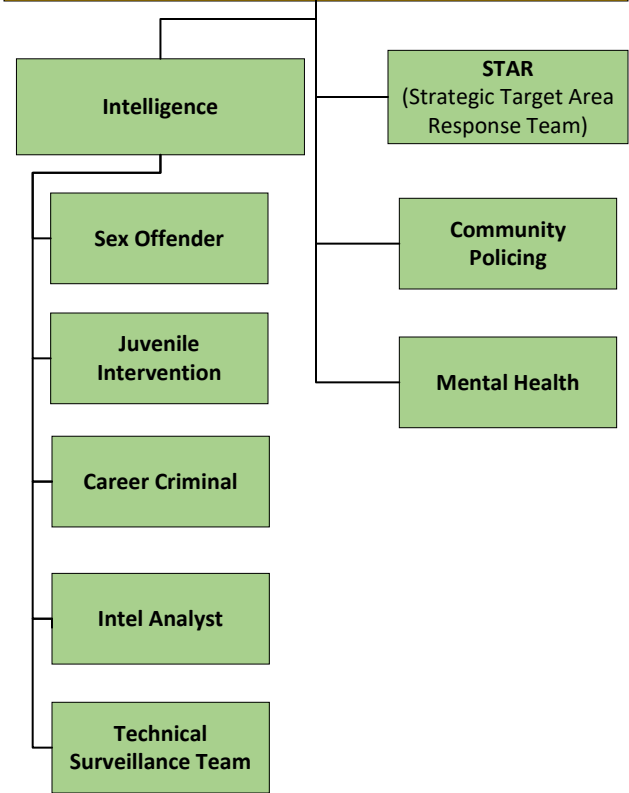 Intelligence
Sex Offender
Juvenile
Intervention
Career Criminal
Intel Analyst
Technical
Surveillance Team
STAR
(Strategic Target Area
Response Team)
Community
Policing
Mental Health